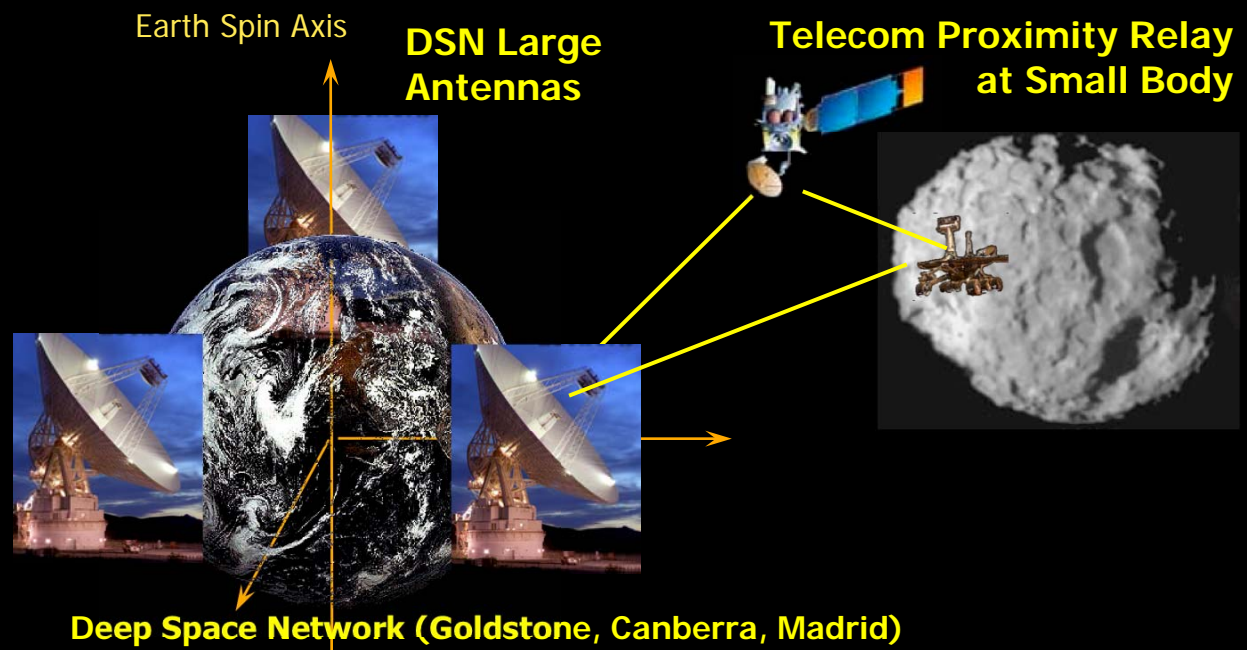 Earth Spin Axis
DSN Large
Antennas
Telecom Proximity Relay
at Small Body
Deep Space Network (Goldstone, Canberra, Madrid)